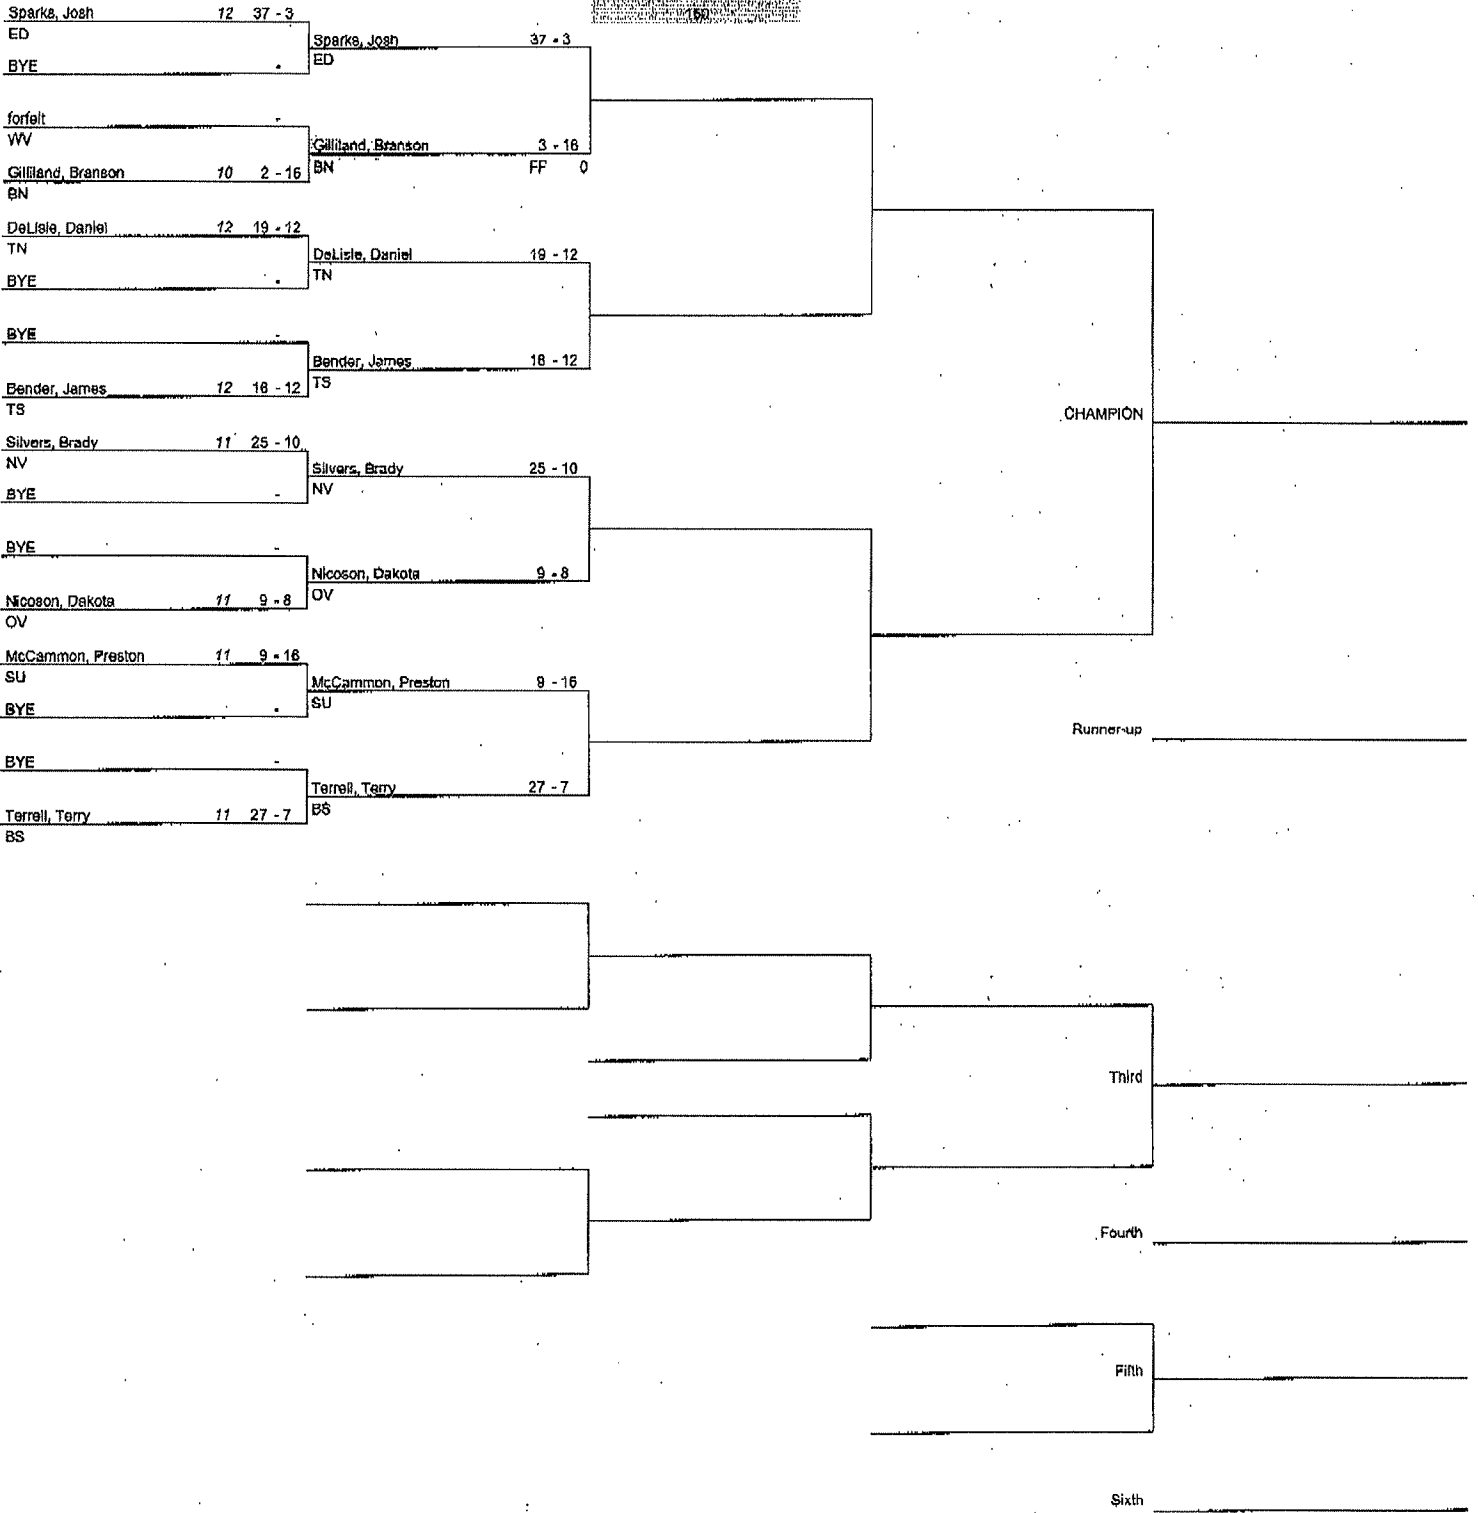 160
Sparks, Josh 12 37 - 3
ED
BYE -
forfeit -
WV
Gilliland, Branson 10 2 - 16
BN
DeLisle, Daniel 12 19 - 12
TN
BYE -
BYE -
Bender, James 12 16 - 12
TS
Silvers, Brady 11 25 - 10
NV
BYE -
BYE -
Nicoson, Dakota 11 9 - 8
OV
McCammon, Preston 11 9 - 16
SU
BYE -
BYE -
Terrell, Terry 11 27 - 7
BS
Sparks, Josh 37 - 3
ED
Gilliland, Branson 3 - 16
BN FF 0
DeLisle, Daniel 19 - 12
TN
Bender, James 16 - 12
TS
Silvers, Brady 25 - 10
NV
Nicoson, Dakota 9 - 8
OV
McCammon, Preston 9 - 16
SU
Terrell, Terry 27 - 7
BS
CHAMPION
Runner-up
Third
Fourth
Fifth
Sixth